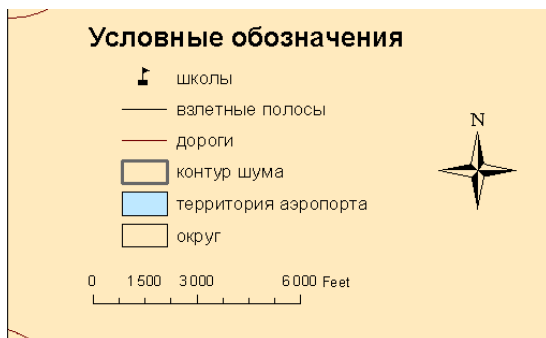 Условные обозначения
школы
взлетные полосы
N
дороги
контур шума
территория аэропорта
округ
0 1 500 3 000 6 000 Feet